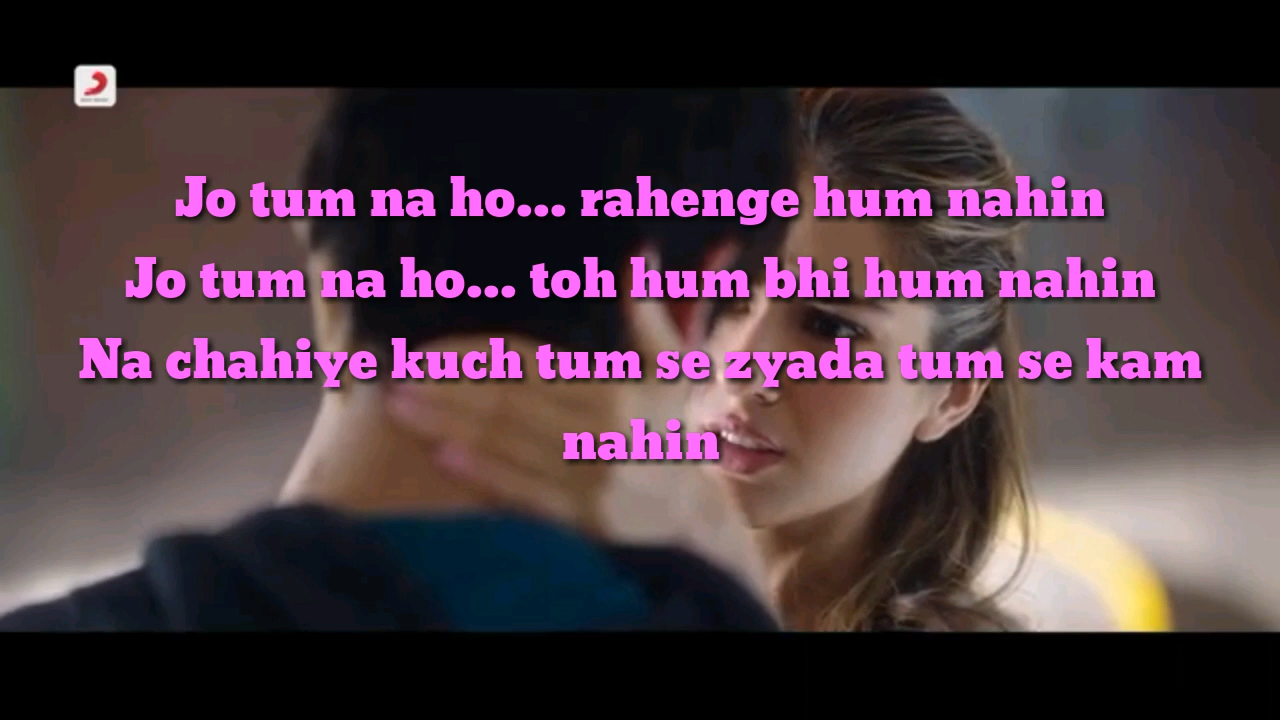 Jo tum na ho... rahenge hum nahin
Jo tum na ho... toh hum bhi hum nahin
Na chahiye kuch tum se zyada tum se kam
nahin